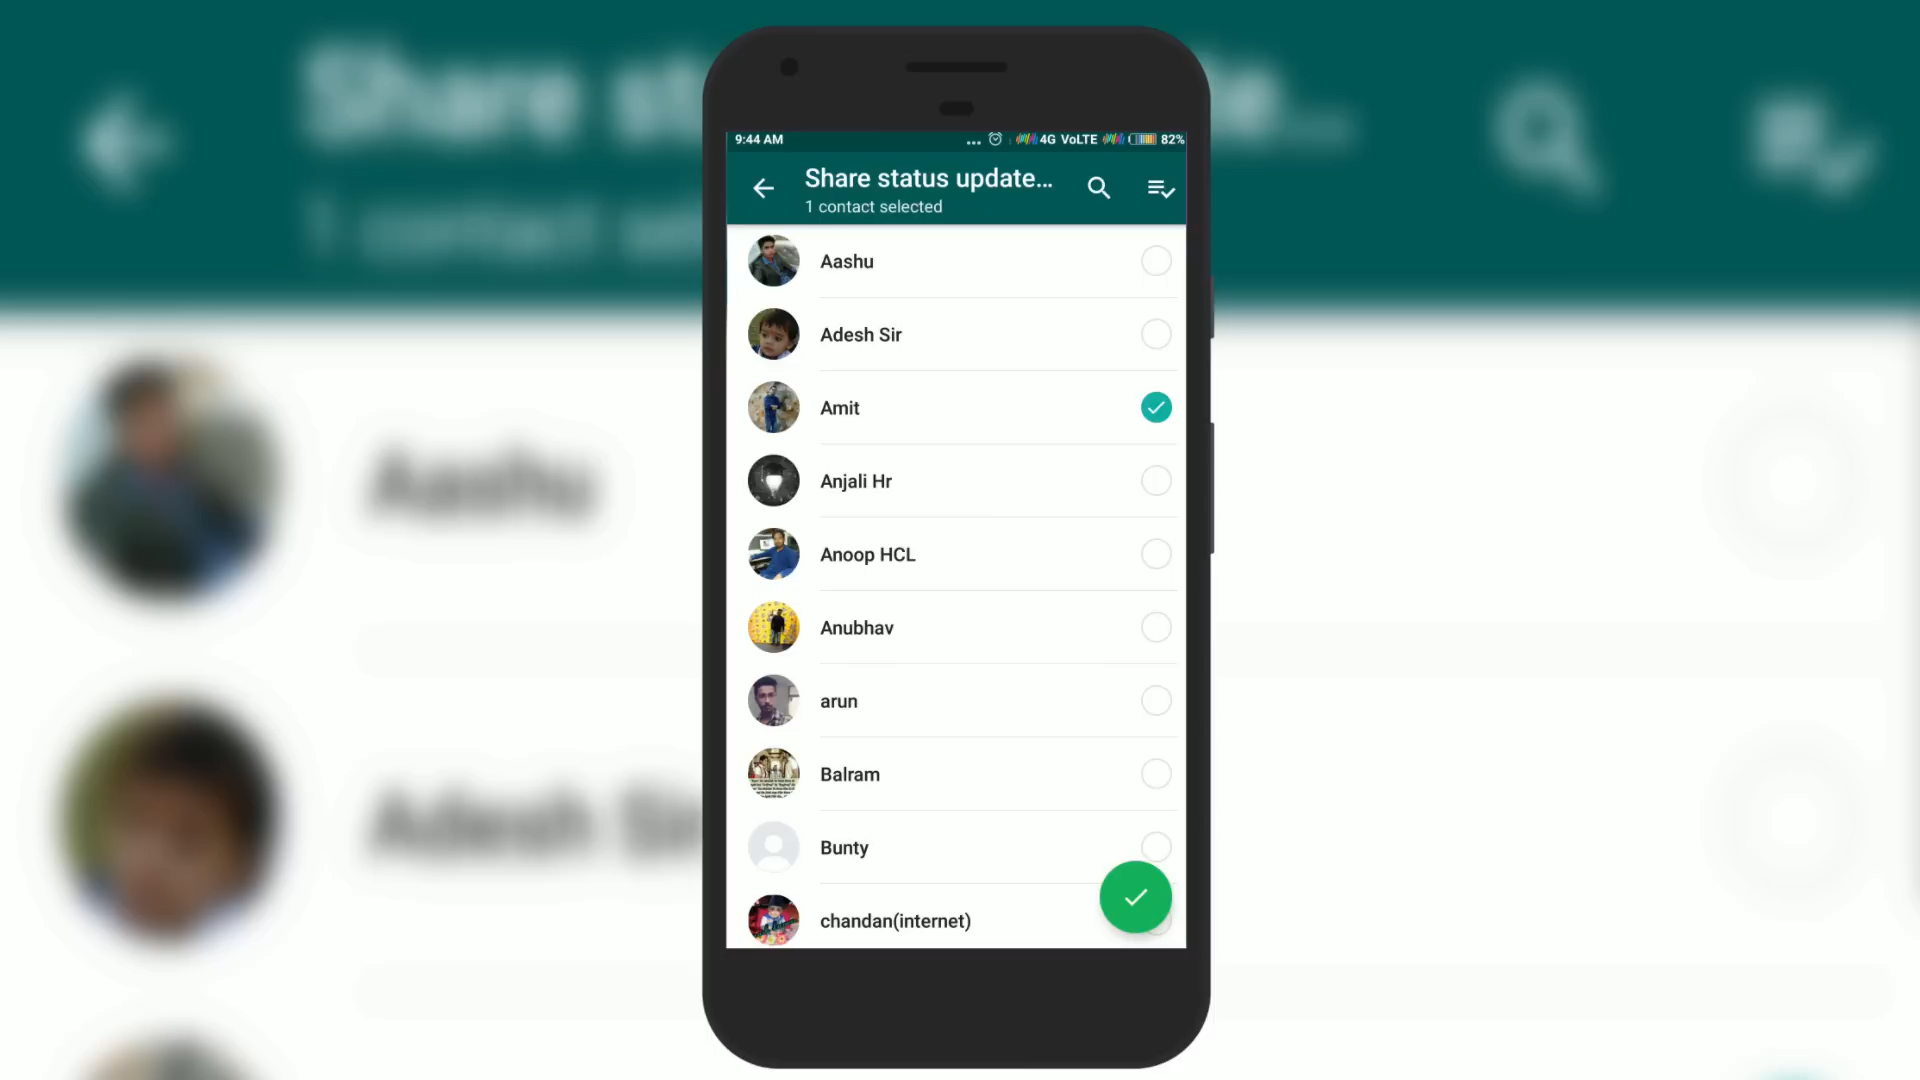 9:44 AM
... 4G VoLTE 82%
Share status update...
1 contact selected
Aashu
Adesh Sir
Amit
Anjali Hr
Anoop HCL
Anubhav
arun
Balram
Bunty
chandan(internet)